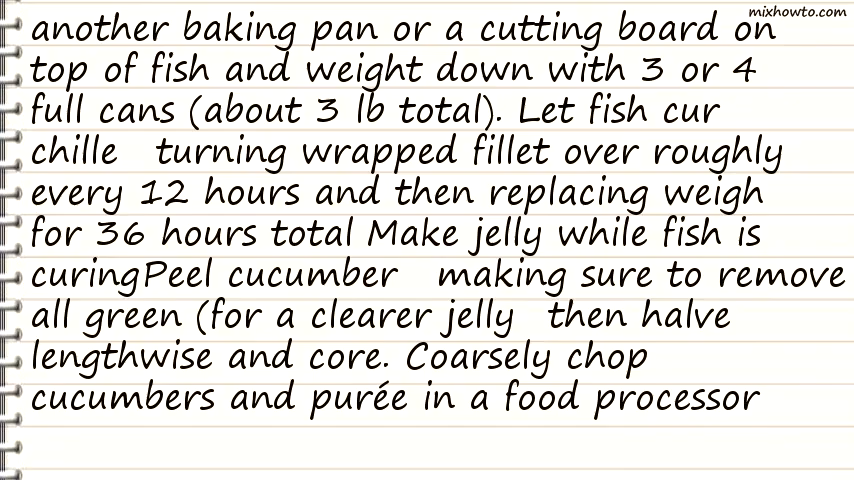 mixhowto.com
another baking pan or a cutting board on
top of fish and weight down with 3 or 4
full cans (about 3 lb total). Let fish cur
chille turning wrapped fillet over roughly
every 12 hours and then replacing weigh
for 36 hours total Make jelly while fish is
curingPeel cucumber making sure to remove
all green (for a clearer jelly then halve
lengthwise and core. Coarsely chop
cucumbers and purée in a food processor